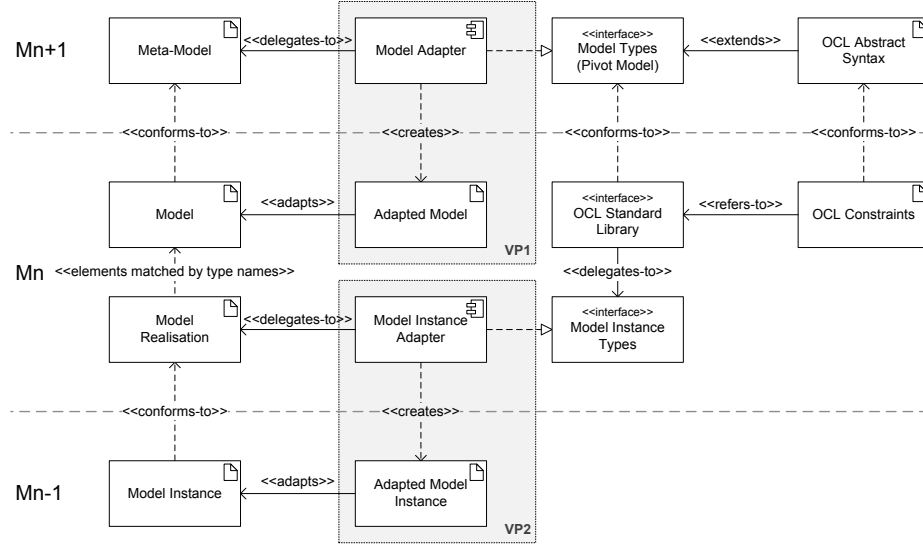 Mn+1
Meta-Model
<<delegates-to>>
Model Adapter
<<interface>>
Model Types
(Pivot Model)
<<extends>>
OCL Abstract
Syntax
<<conforms-to>>
<<creates>>
<<conforms-to>>
<<conforms-to>>
Model
<<adapts>>
Adapted Model
VP1
<<interface>>
OCL Standard
Library
<<refers-to>>
OCL Constraints
Mn
<<elements matched by type names>>
<<delegates-to>>
Model
Realisation
<<delegates-to>>
Model Instance
Adapter
<<interface>>
Model Instance
Types
<<conforms-to>>
<<creates>>
Mn-1
Model Instance
<<adapts>>
Adapted Model
Instance
VP2